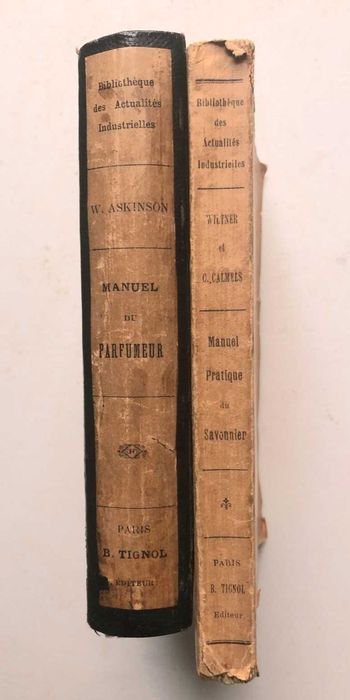 Bibliothèque
des Actualités
Industrielles
W. ASKINSON
MANUEL
DU
PARFUMEUR
PARIS
B. TIGNOL
ÉDITEUR
Bibliothèque
des
Actualités
Industrielles
et
C. CALMELS
Manuel
Pratique
du
Savonnier
PARIS
B. TIGNOL
Editeur